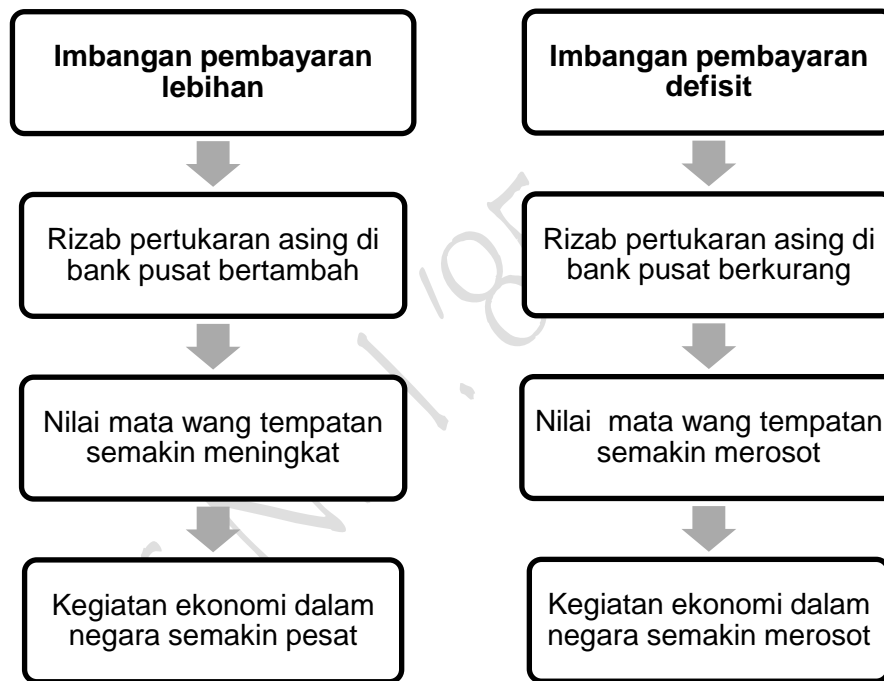 Imbangan pembayaran
lebihan
Rizab pertukaran asing di
bank pusat bertambah
Nilai mata wang tempatan
semakin meningkat
Kegiatan ekonomi dalam
negara semakin pesat
Imbangan pembayaran
defisit
Rizab pertukaran asing di
bank pusat berkurang
Nilai mata wang tempatan
semakin merosot
Kegiatan ekonomi dalam
negara semakin merosot